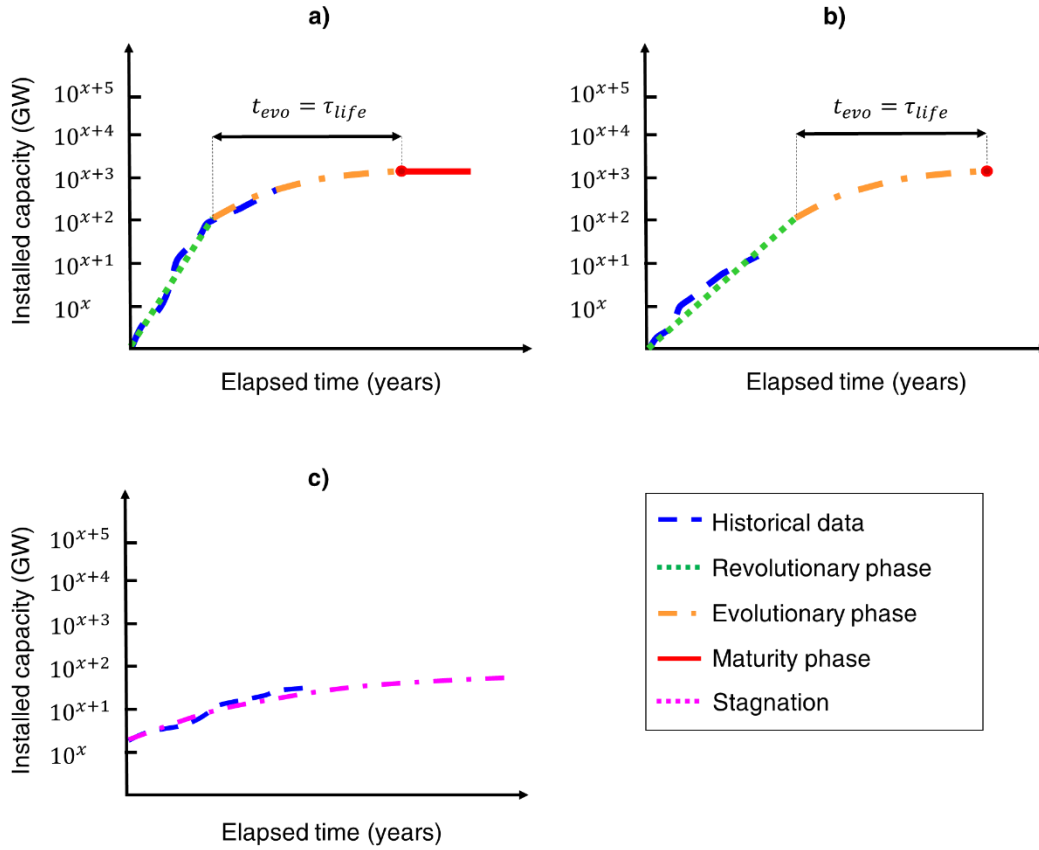 a)
Installed capacity (GW)
10^{x+5}
10^{x+4}
10^{x+3}
10^{x+2}
10^{x+1}
10^{x}
t_{evo} = τ_{life}
Elapsed time (years)
b)
Installed capacity (GW)
10^{x+5}
10^{x+4}
10^{x+3}
10^{x+2}
10^{x+1}
10^{x}
t_{evo} = τ_{life}
Elapsed time (years)
c)
Installed capacity (GW)
10^{x+5}
10^{x+4}
10^{x+3}
10^{x+2}
10^{x+1}
10^{x}
Elapsed time (years)
Historical data
Revolutionary phase
Evolutionary phase
Maturity phase
Stagnation